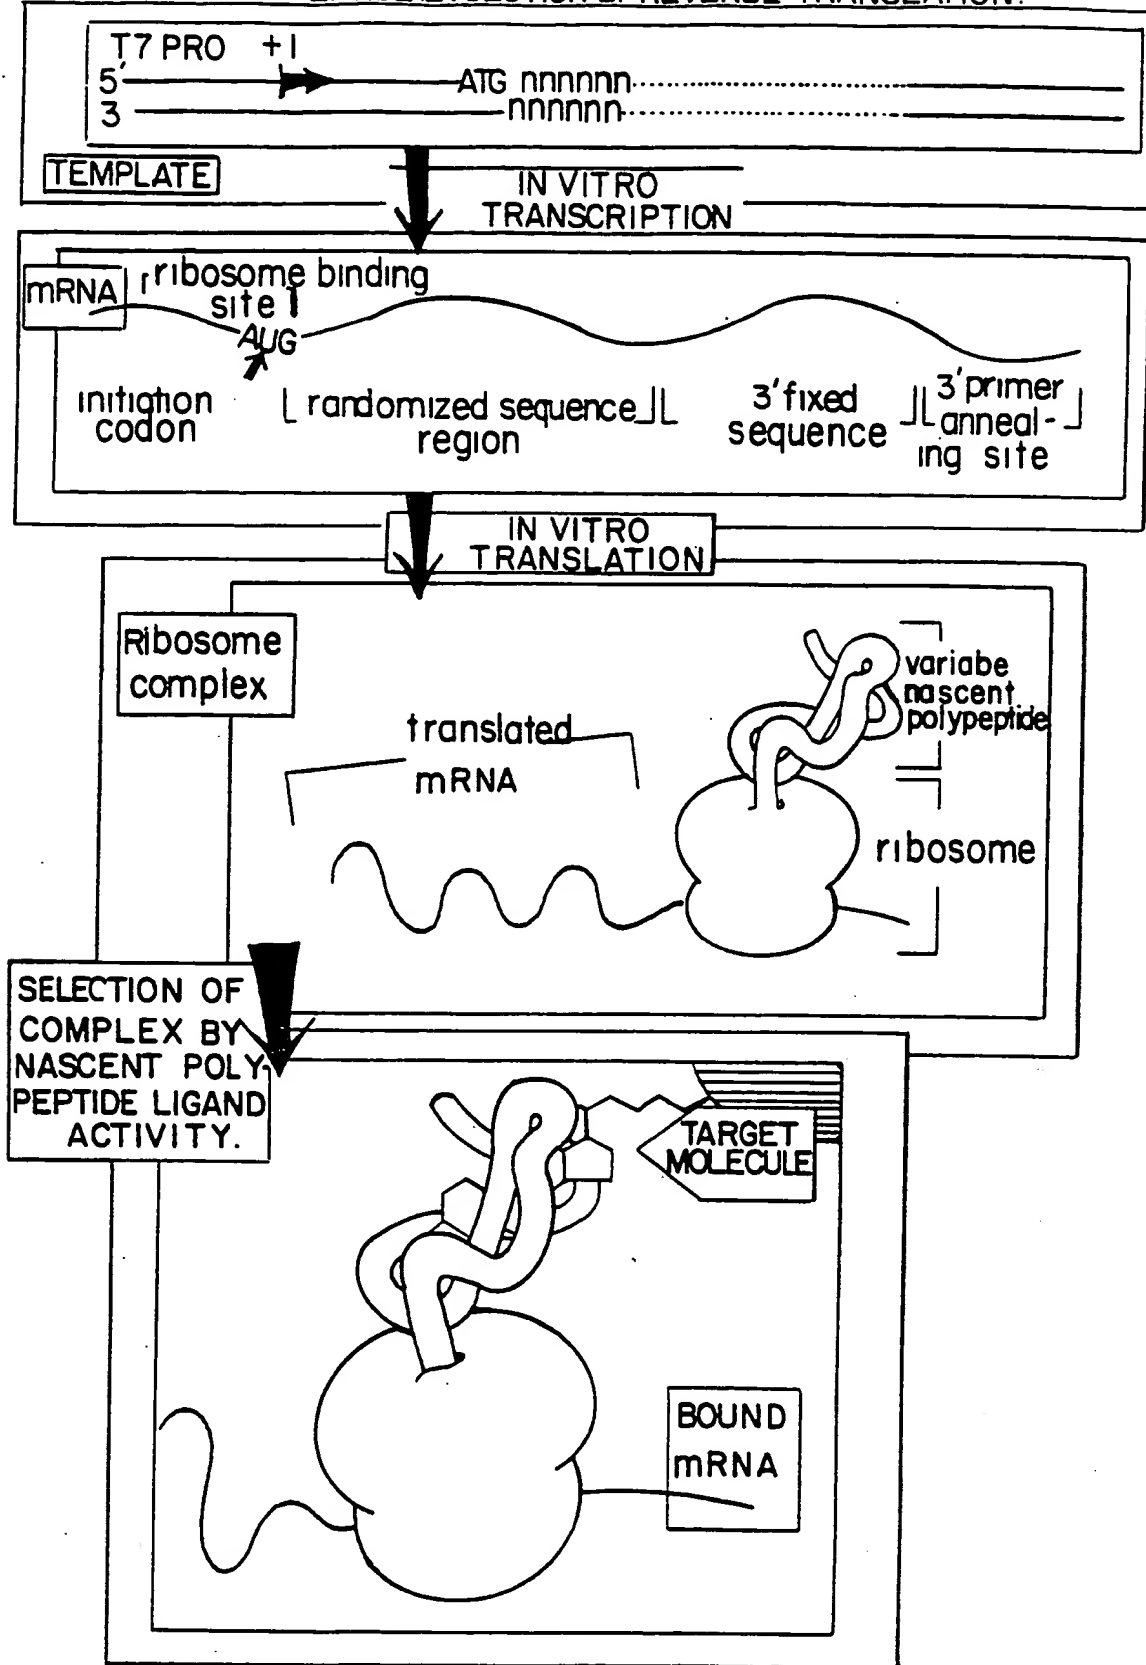 REVERSE TRANSLATION.
T7 PRO +1
5' ATG nnnnnn
3 nnnnnn
TEMPLATE
IN VITRO
TRANSCRIPTION
mRNA
ribosome binding
site
AUG
initiation
codon
randomized sequence
region
3' fixed
sequence
3' primer
anneal-
ing site
IN VITRO
TRANSLATION
Ribosome
complex
translated
mRNA
variabe
nascent
polypeptide
ribosome
SELECTION OF
COMPLEX BY
NASCENT POLY-
PEPTIDE LIGAND
ACTIVITY.
TARGET
MOLECULE
BOUND
mRNA